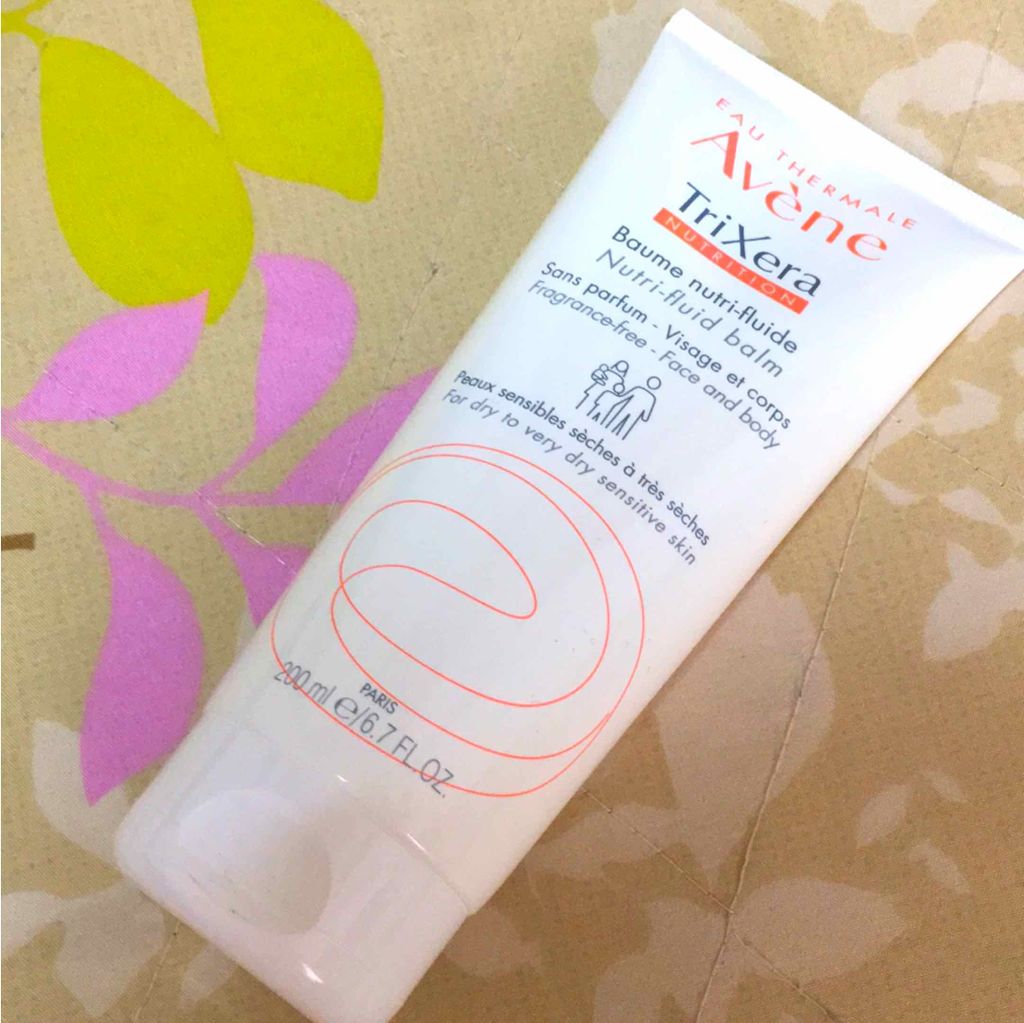 EAU THERMALE
Avène
TriXera
NUTRITION
Baume nutri-fluide
Nutri-fluid balm
Sans parfum - Visage et corps
Fragrance-free - Face and body
Peaux sensibles sèches à très sèches
For dry to very dry sensitive skin
PARIS
200 ml e/6.7 FL.OZ.